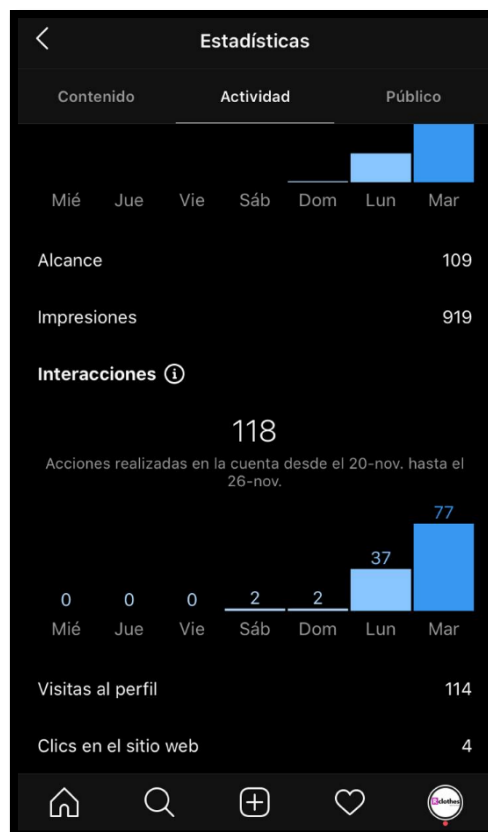 Estadísticas
Contenido Actividad Público
Mié Jue Vie Sáb Dom Lun Mar
Alcance 109
Impresiones 919
Interacciones
118
Acciones realizadas en la cuenta desde el 20-nov. hasta el
26-nov.
77
37
0 0 0 2 2
Mié Jue Vie Sáb Dom Lun Mar
Visitas al perfil 114
Clics en el sitio web 4